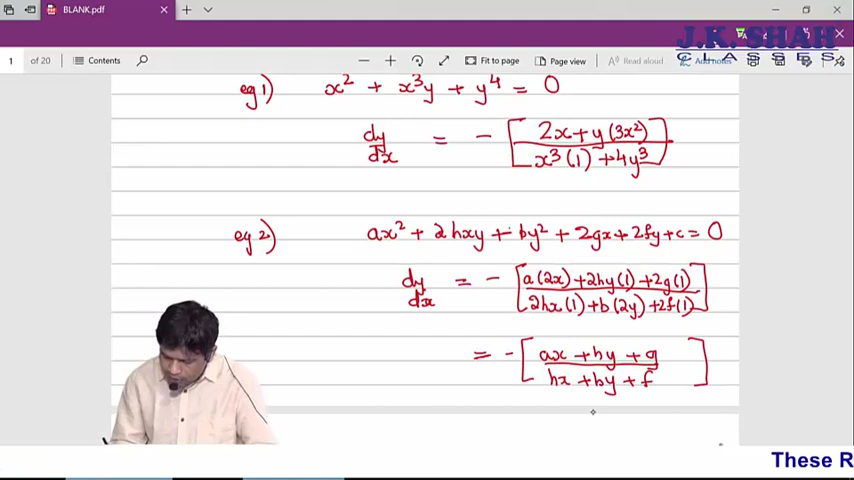 BLANK.pdf
J.K. SHAH
CLASSES
1 of 20 Contents Fit to page Page view Read aloud Add notes
eg 1) x² + x³y + y⁴ = 0
dy/dx = - [ 2x + y(3x²) / x³(1) + 4y³ ]
eg 2) ax² + 2hxy + by² + 2gx + 2fy + c = 0
dy/dx = - [ a(2x) + 2hy(1) + 2g(1) / 2hx(1) + b(2y) + 2f(1) ]
= - [ ax + hy + g / hx + by + f ]
These R